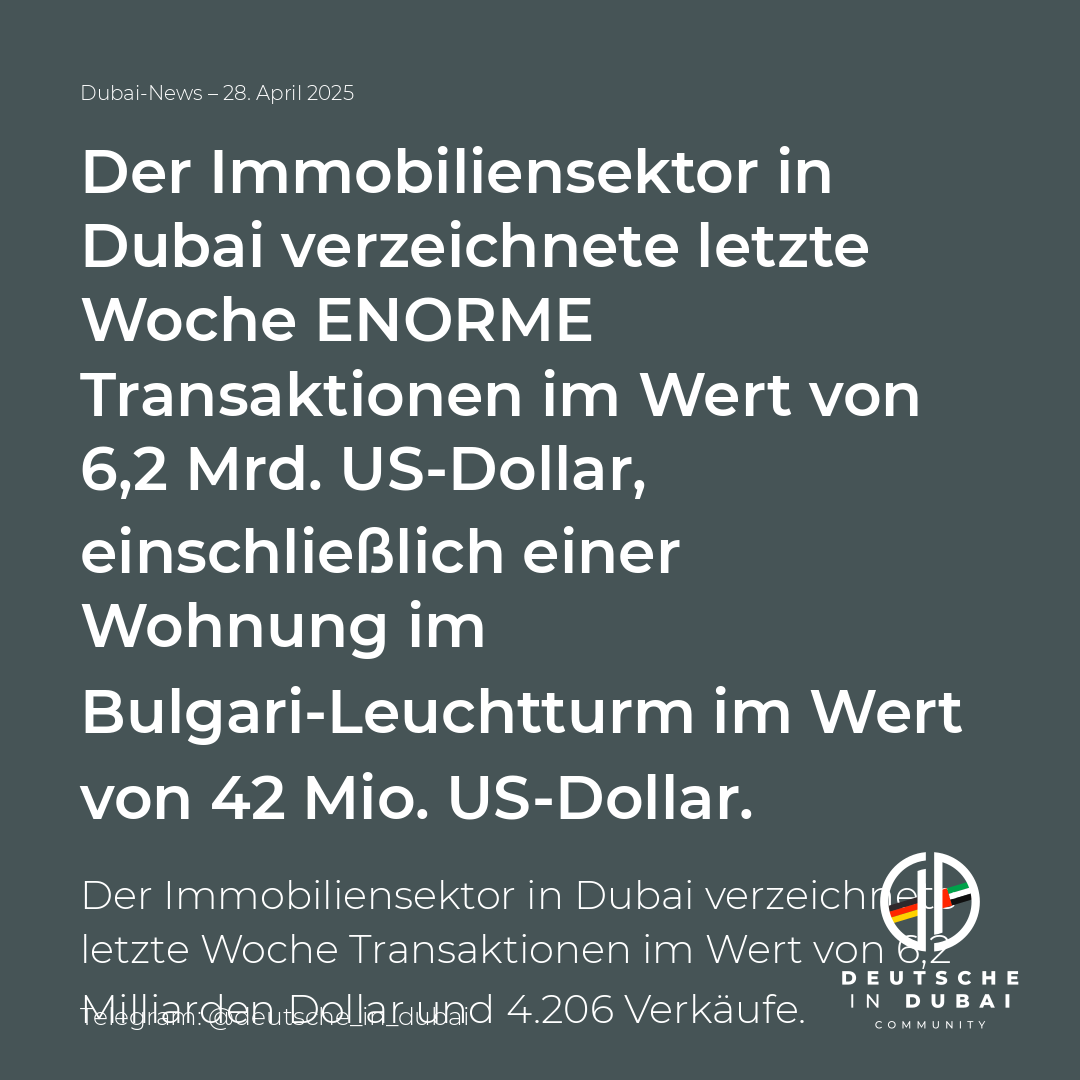 Dubai-News – 28. April 2025
Der Immobiliensektor in
Dubai verzeichnete letzte
Woche ENORME
Transaktionen im Wert von
6,2 Mrd. US-Dollar,
einschließlich einer
Wohnung im
Bulgari-Leuchtturm im Wert
von 42 Mio. US-Dollar.
Der Immobiliensektor in Dubai verzeichnete
letzte Woche Transaktionen im Wert von 6,2
Milliarden Dollar und 4.206 Verkäufe.
Telegram: @deutsche_in_dubai
DEUTSCHE
IN DUBAI
COMMUNITY